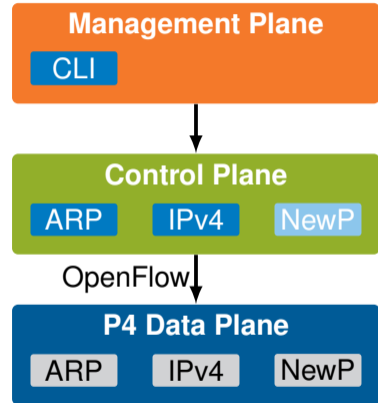 Management Plane
CLI
Control Plane
ARP IPv4 NewP
OpenFlow
P4 Data Plane
ARP IPv4 NewP